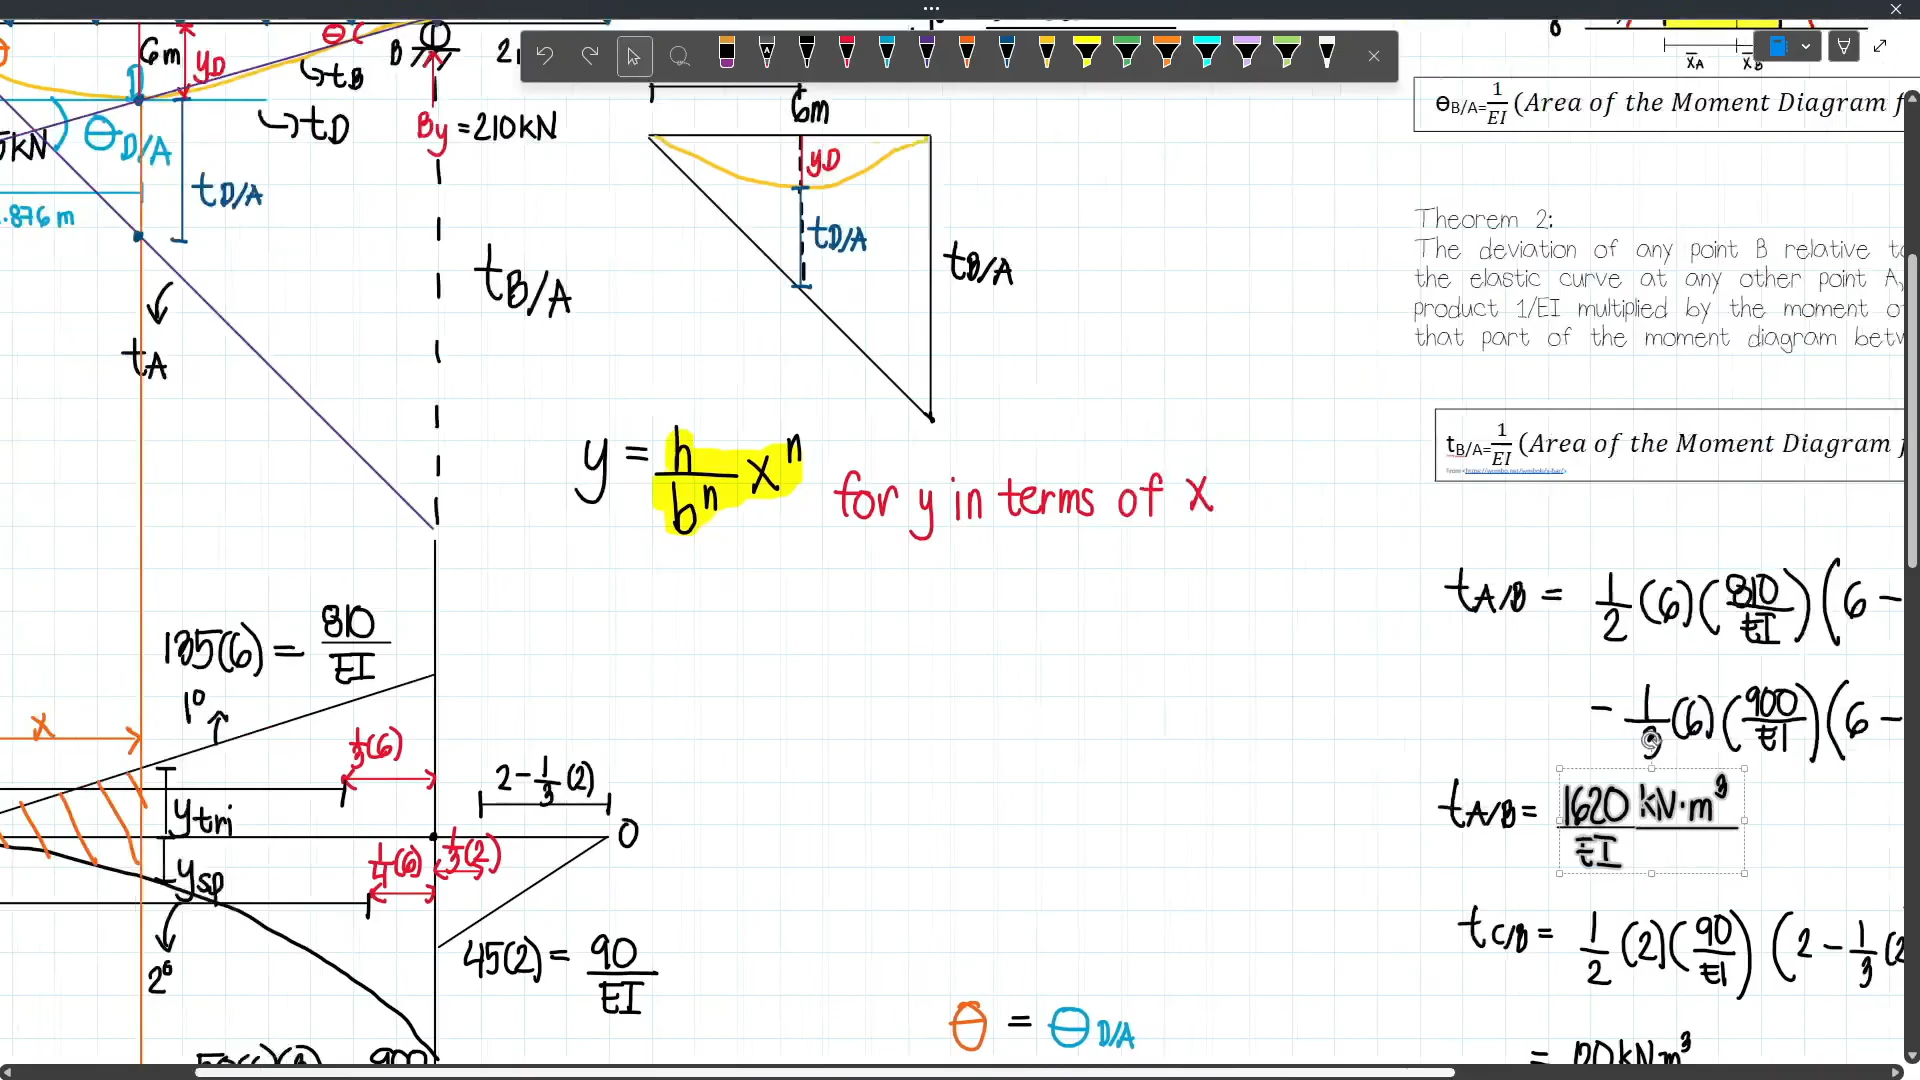 6m
yD
θ
tB
B
D
tD
θD/A
By = 210kN
tD/A
.876 m
tB/A
tA
6m
yD
tD/A
tB/A
y = h/bⁿ xⁿ for y in terms of x
θB/A= 1/EI (Area of the Moment Diagram f
Theorem 2:
The deviation of any point B relative to
the elastic curve at any other point A,
product 1/EI multiplied by the moment o
that part of the moment diagram betw
tB/A= 1/EI (Area of the Moment Diagram f
tA/B = 1/2 (6) (810/EI) (6 -
- 1/3 (6) (900/EI) (6 -
tA/B = 1620 kN·m³/EI
tC/B = 1/2 (2) (90/EI) (2 - 1/3 (2
= 120 kN·m³
135(6) = 810/EI
1°
x
1/3 (6)
2 - 1/3 (2)
ytri
0
1/4 (6)
1/3 (2)
ysp
2°
45(2) = 90/EI
θ = θD/A
900